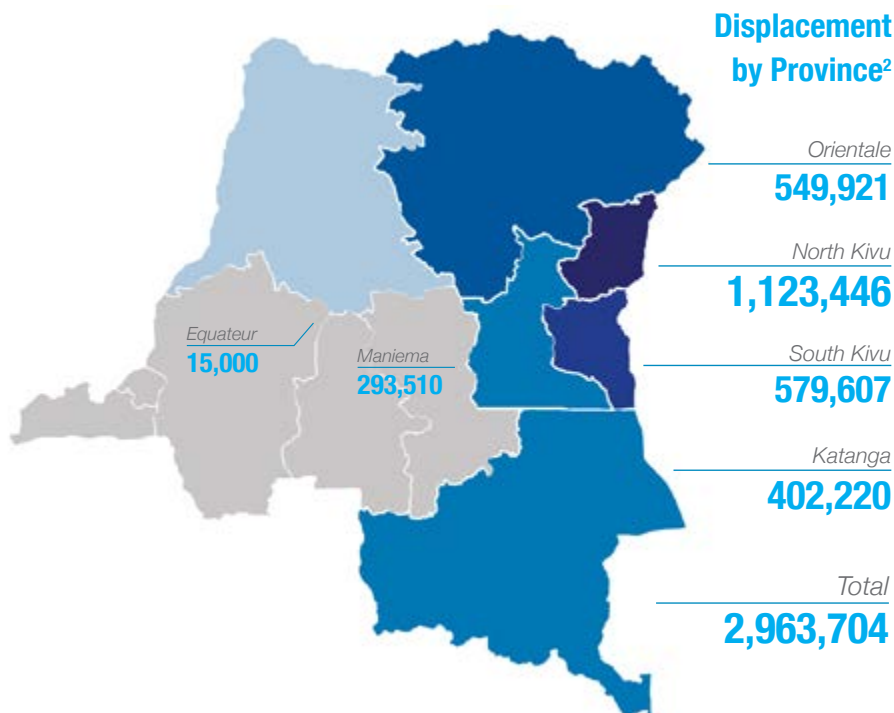 Displacement
by Province²
Orientale
549,921
North Kivu
1,123,446
Equateur
15,000
Maniema
293,510
South Kivu
579,607
Katanga
402,220
Total
2,963,704